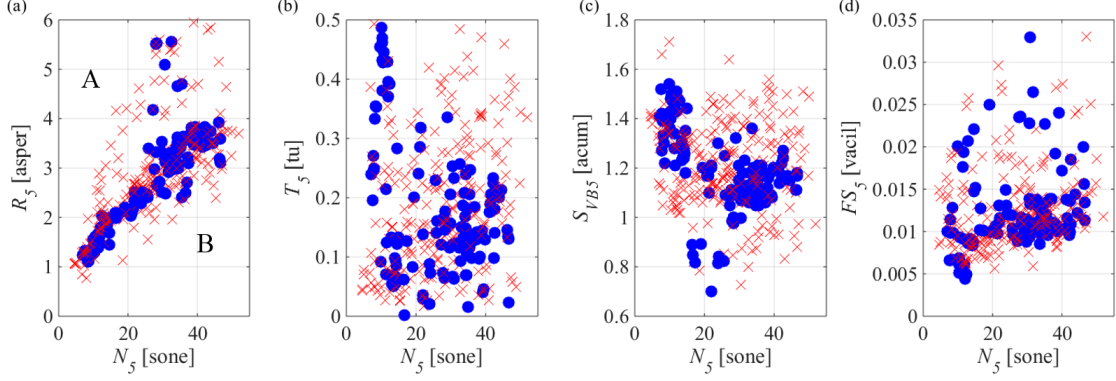 (a)
6
5
4
3
2
1
0
0
20
40
A
B
R5 [asper]
N5 [sone]
(b)
0.5
0.4
0.3
0.2
0.1
0
0
20
40
T5 [tu]
N5 [sone]
(c)
1.8
1.6
1.4
1.2
1
0.8
0.6
0
20
40
SVB5 [acum]
N5 [sone]
(d)
0.035
0.03
0.025
0.02
0.015
0.01
0.005
0
0
20
40
FS5 [vacil]
N5 [sone]